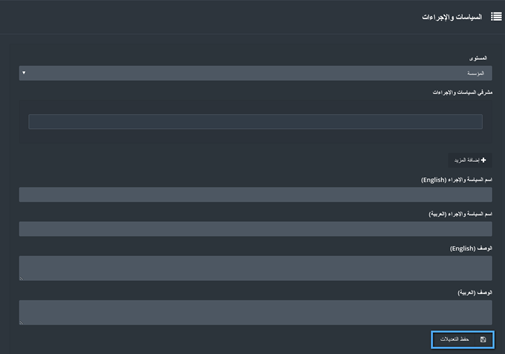 السياسات والإجراءات
المستوى
المؤسسة
مشرفي السياسات والإجراءات
إضافة المزيد
اسم السياسة والإجراء (English)
اسم السياسة والإجراء (العربية)
الوصف (English)
الوصف (العربية)
حفظ التعديلات